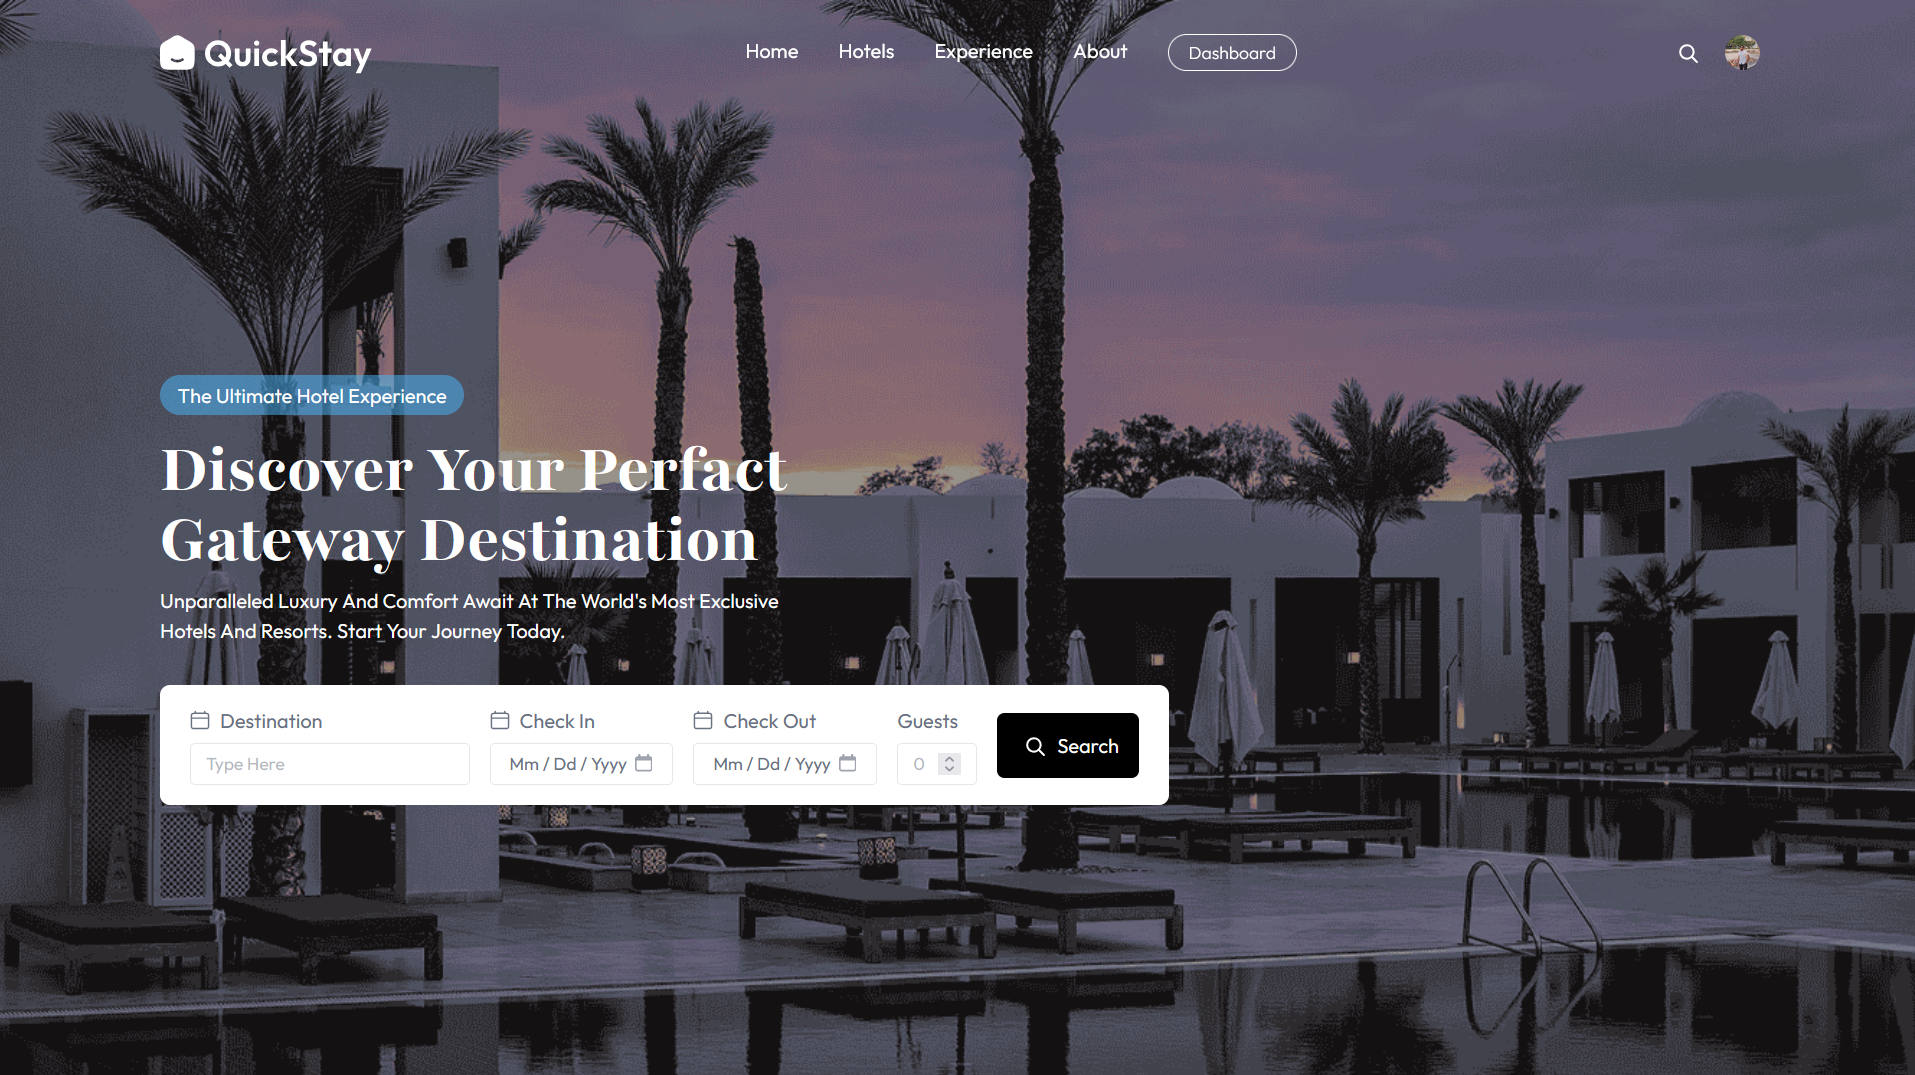 QuickStay
Home Hotels Experience About Dashboard
The Ultimate Hotel Experience
Discover Your Perfact
Gateway Destination
Unparalleled Luxury And Comfort Await At The World's Most Exclusive
Hotels And Resorts. Start Your Journey Today.
Destination Check In Check Out Guests
Type Here Mm / Dd / Yyyy Mm / Dd / Yyyy 0 Search